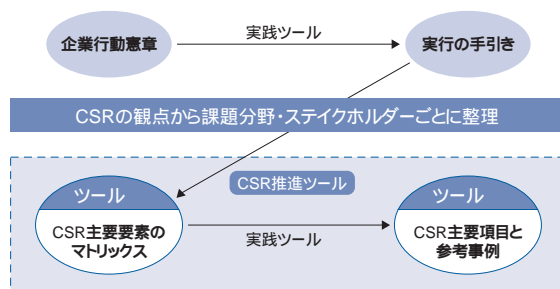 実践ツール
企業行動憲章
実行の手引き
CSRの観点から課題分野・ステイクホルダーごとに整理
CSR推進ツール
ツール
CSR主要要素の
マトリックス
実践ツール
ツール
CSR主要項目と
参考事例